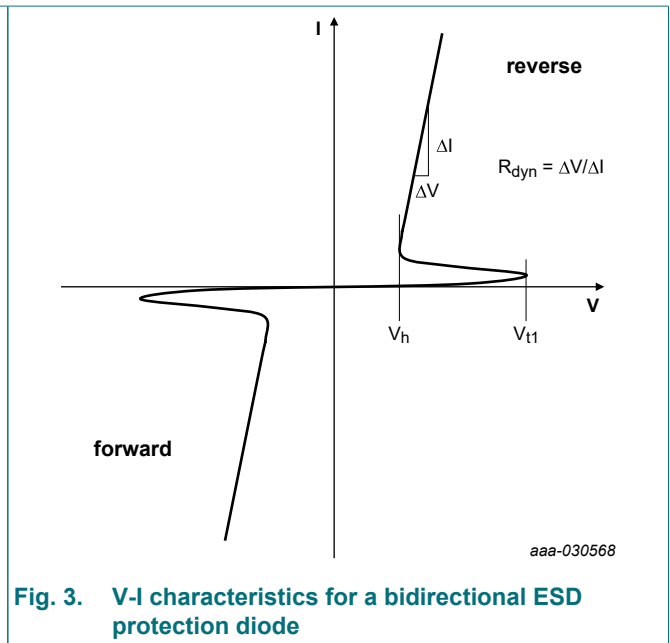 I
reverse
ΔI
R_dyn = ΔV/ΔI
ΔV
V
V_h
V_t1
forward
aaa-030568
Fig. 3. V-I characteristics for a bidirectional ESD
protection diode